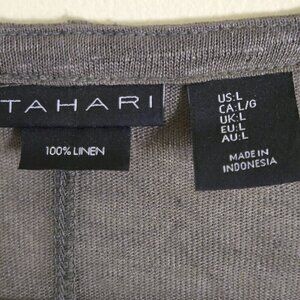 TAHARI
100% LINEN
US:L
CA:L/G
UK:L
EU:L
AU:L
MADE IN
INDONESIA